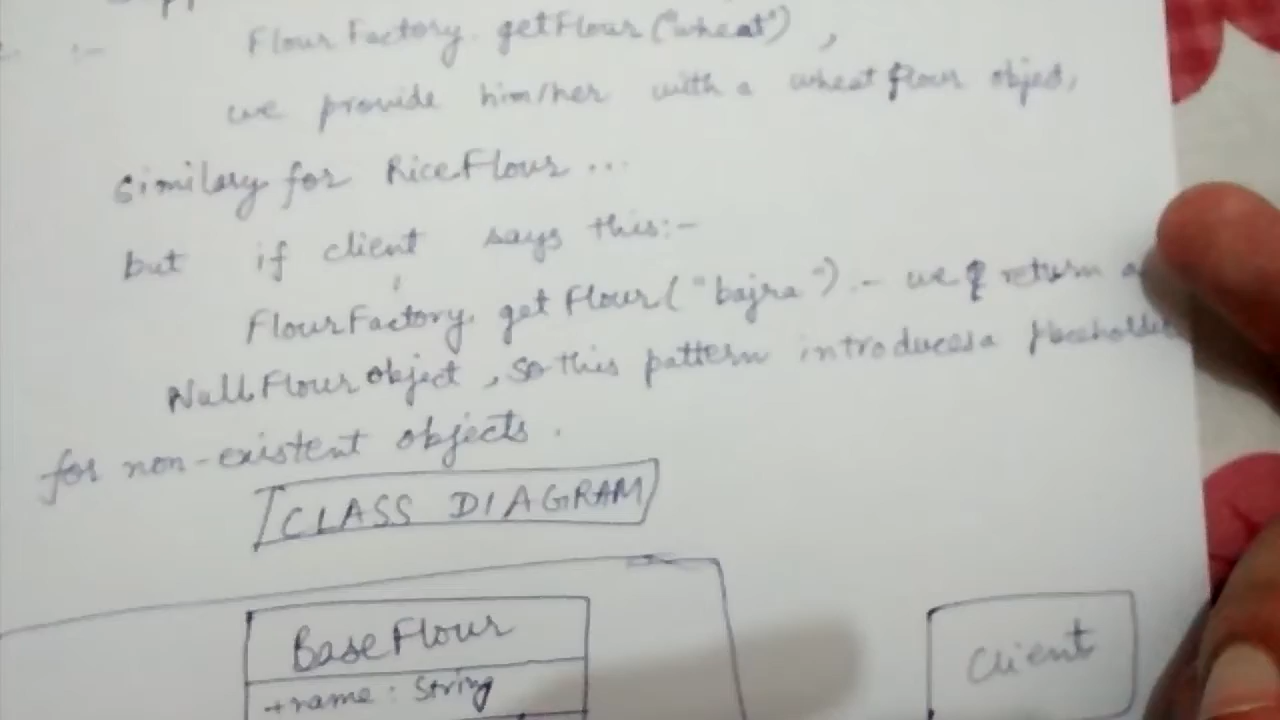 :-
FlourFactory. getFlour("wheat") ,
we provide him/her with a wheat flour object,
similary for RiceFlour ...
but if client says this:-
FlourFactory. getFlour("bajra") :- we return a
NullFlour object , so this pattern introduces a placeholder
for non-existent objects .
CLASS DIAGRAM
BaseFlour
+name : String
Client